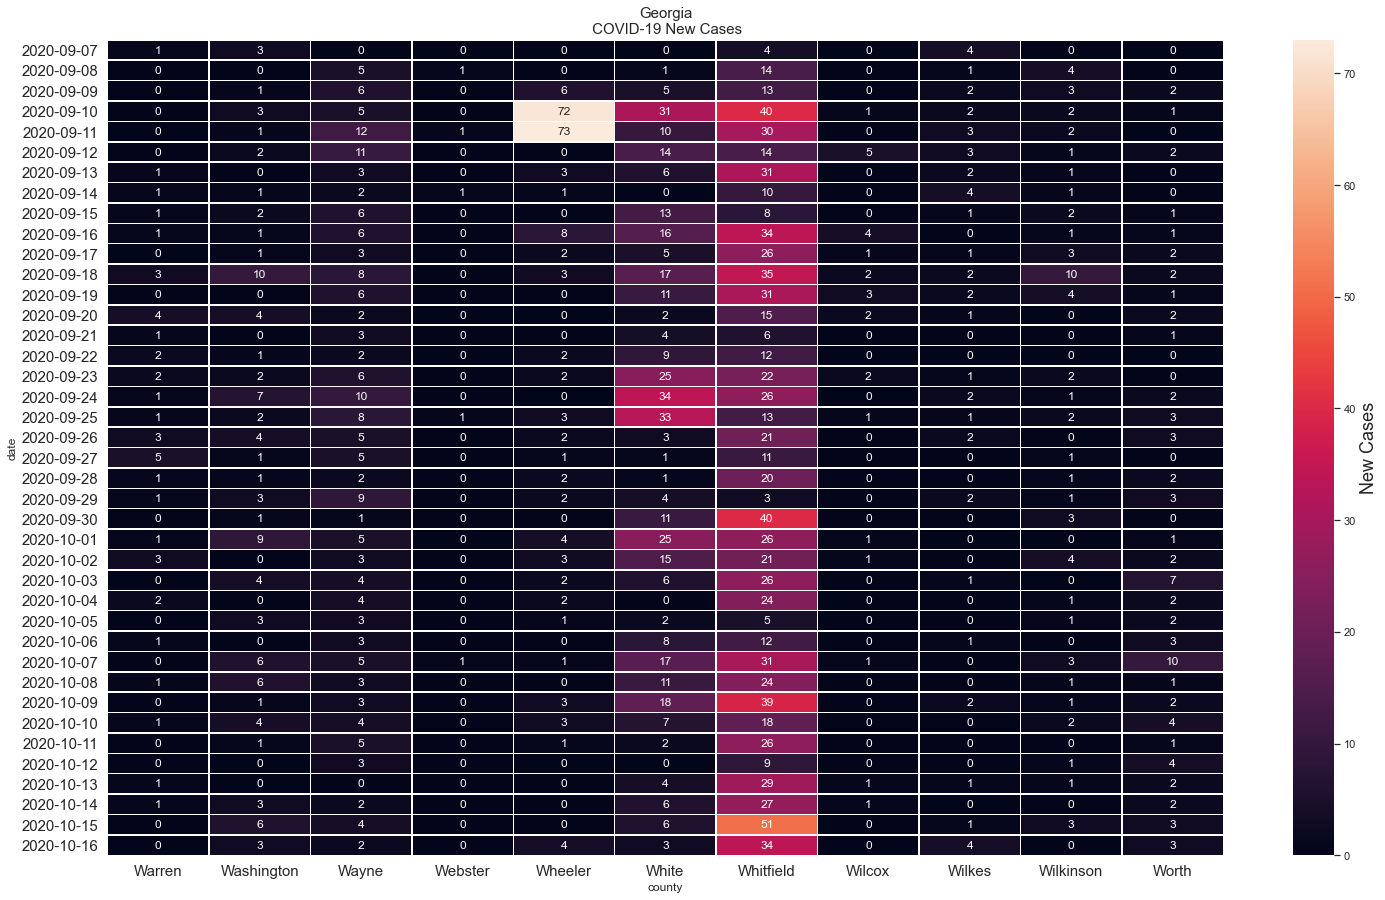 Georgia
COVID-19 New Cases
2020-09-07 1 3 0 0 0 0 4 0 4 0 0
2020-09-08 0 0 5 1 0 1 14 0 1 4 0
2020-09-09 0 1 6 0 6 5 13 0 2 3 2
2020-09-10 0 3 5 0 72 31 40 1 2 2 1
2020-09-11 0 1 12 1 73 10 30 0 3 2 0
2020-09-12 0 2 11 0 0 14 14 5 3 1 2
2020-09-13 1 0 3 0 3 6 31 0 2 1 0
2020-09-14 1 1 2 1 1 0 10 0 4 1 0
2020-09-15 1 2 6 0 0 13 8 0 1 2 1
2020-09-16 1 1 6 0 8 16 34 4 0 1 1
2020-09-17 0 1 3 0 2 5 26 1 1 3 2
2020-09-18 3 10 8 0 3 17 35 2 2 10 2
2020-09-19 0 0 6 0 0 11 31 3 2 4 1
2020-09-20 4 4 2 0 0 2 15 2 1 0 2
2020-09-21 1 0 3 0 0 4 6 0 0 0 1
2020-09-22 2 1 2 0 2 9 12 0 0 0 0
2020-09-23 2 2 6 0 2 25 22 2 1 2 0
2020-09-24 1 7 10 0 0 34 26 0 2 1 2
2020-09-25 1 2 8 1 3 33 13 1 1 2 3
2020-09-26 3 4 5 0 2 3 21 0 2 0 3
2020-09-27 5 1 5 0 1 1 11 0 0 1 0
2020-09-28 1 1 2 0 2 1 20 0 0 1 2
2020-09-29 1 3 9 0 2 4 3 0 2 1 3
2020-09-30 0 1 1 0 0 11 40 0 0 3 0
2020-10-01 1 9 5 0 4 25 26 1 0 0 1
2020-10-02 3 0 3 0 3 15 21 1 0 4 2
2020-10-03 0 4 4 0 2 6 26 0 1 0 7
2020-10-04 2 0 4 0 2 0 24 0 0 1 2
2020-10-05 0 3 3 0 1 2 5 0 0 1 2
2020-10-06 1 0 3 0 0 8 12 0 1 0 3
2020-10-07 0 6 5 1 1 17 31 1 0 3 10
2020-10-08 1 6 3 0 0 11 24 0 0 1 1
2020-10-09 0 1 3 0 3 18 39 0 2 1 2
2020-10-10 1 4 4 0 3 7 18 0 0 2 4
2020-10-11 0 1 5 0 1 2 26 0 0 0 1
2020-10-12 0 0 3 0 0 0 9 0 0 1 4
2020-10-13 1 0 0 0 0 4 29 1 1 1 2
2020-10-14 1 3 2 0 0 6 27 1 0 0 2
2020-10-15 0 6 4 0 0 6 51 0 1 3 3
2020-10-16 0 3 2 0 4 3 34 0 4 0 3
Warren Washington Wayne Webster Wheeler White Whitfield Wilcox Wilkes Wilkinson Worth
county
date
70
60
50
40
30
20
10
0
New Cases